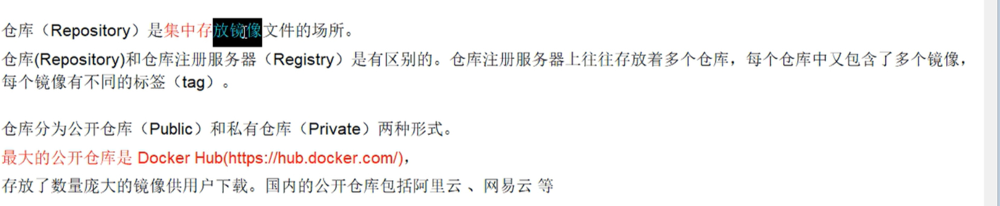 仓库（Repository）是集中存放镜像文件的场所。
仓库(Repository)和仓库注册服务器（Registry）是有区别的。仓库注册服务器上往往存放着多个仓库，每个仓库中又包含了多个镜像，
每个镜像有不同的标签（tag）。
仓库分为公开仓库（Public）和私有仓库（Private）两种形式。
最大的公开仓库是 Docker Hub(https://hub.docker.com/)，
存放了数量庞大的镜像供用户下载。国内的公开仓库包括阿里云 、网易云 等